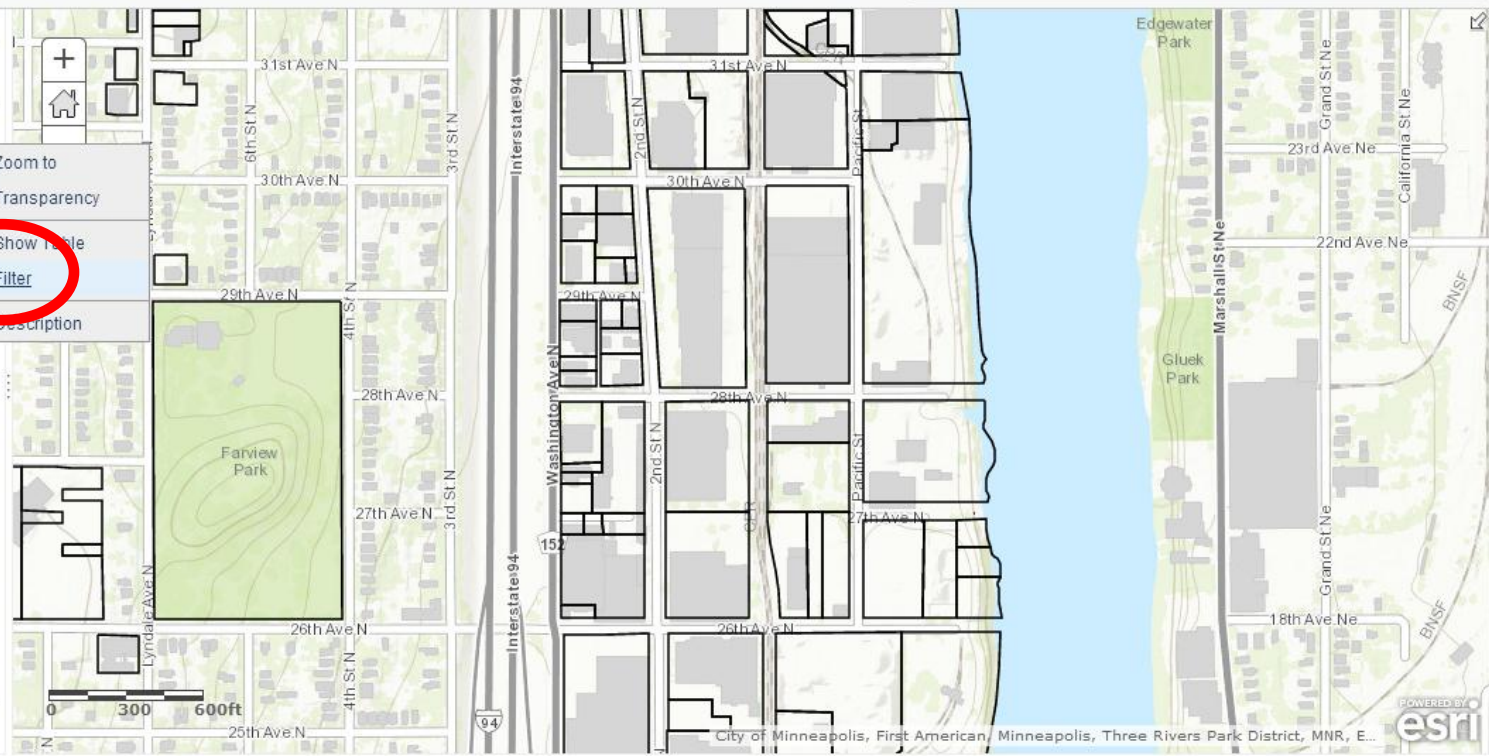 Edgewater
Park
31st Ave N
31st Ave N
CPR
Grand St Ne
California St Ne
6th St N
3rd St N
Interstate 94
2nd St N
Pacific St
23rd Ave Ne
Zoom to
Transparency
Show Table
Filter
Description
30th Ave N
30th Ave N
22nd Ave Ne
Marshall St Ne
BNSF
29th Ave N
29th Ave N
4th St N
Washington Ave N
Gluek
Park
28th Ave N
28th Ave N
Farview
Park
2nd St N
Pacific St
3rd St N
27th Ave N
27th Ave N
CPR
152
Lyndale Ave N
Interstate 94
Grand St Ne
26th Ave N
26th Ave N
18th Ave Ne
BNSF
4th St N
0 300 600ft
94
25th Ave N
City of Minneapolis, First American, Minneapolis, Three Rivers Park District, MNR, E...
POWERED BY
esri